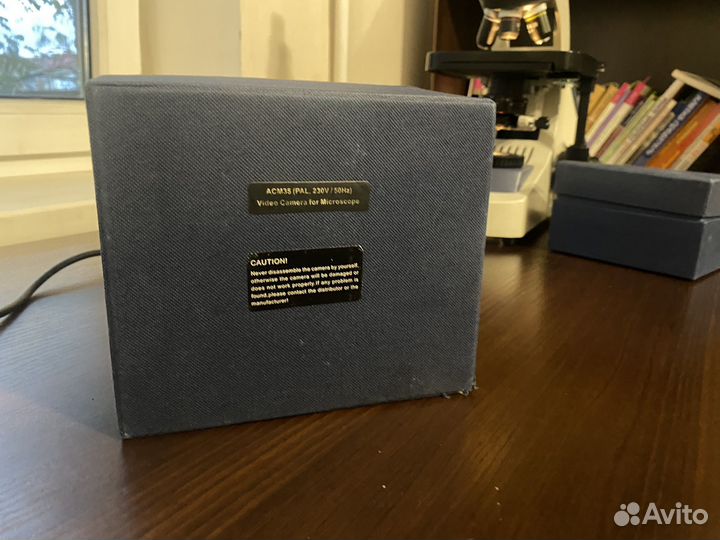 ACM3S (PAL, 230V / 50Hz)
Video Camera for Microscope
CAUTION!
Never disassemble the camera by yourself,
otherwise the camera will be damaged or
does not work properly.If any problem is
found,please contact the distributor or the
manufacturer!
Avito